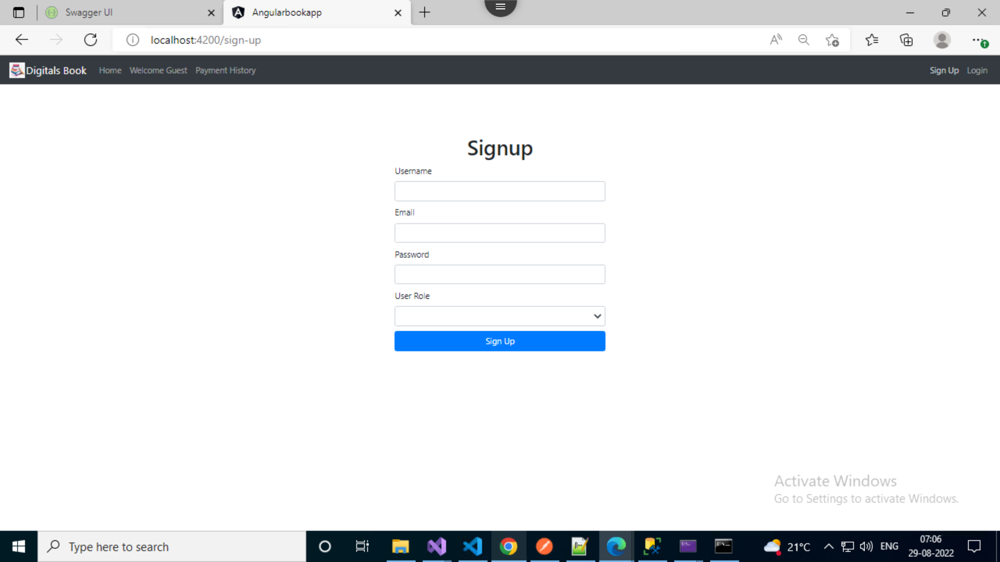 Swagger UI
Angularbookapp
localhost:4200/sign-up
Digitals Book Home Welcome Guest Payment History Sign Up Login
Signup
Username
Email
Password
User Role
Sign Up
Activate Windows
Go to Settings to activate Windows.
Type here to search
21°C
ENG
07:06
29-08-2022